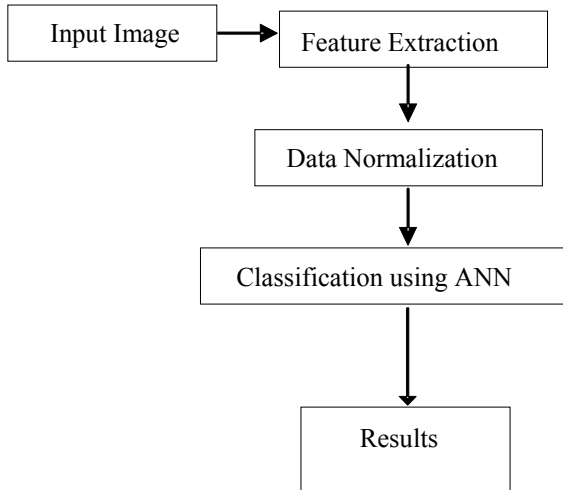 Input Image
Feature Extraction
Data Normalization
Classification using ANN
Results